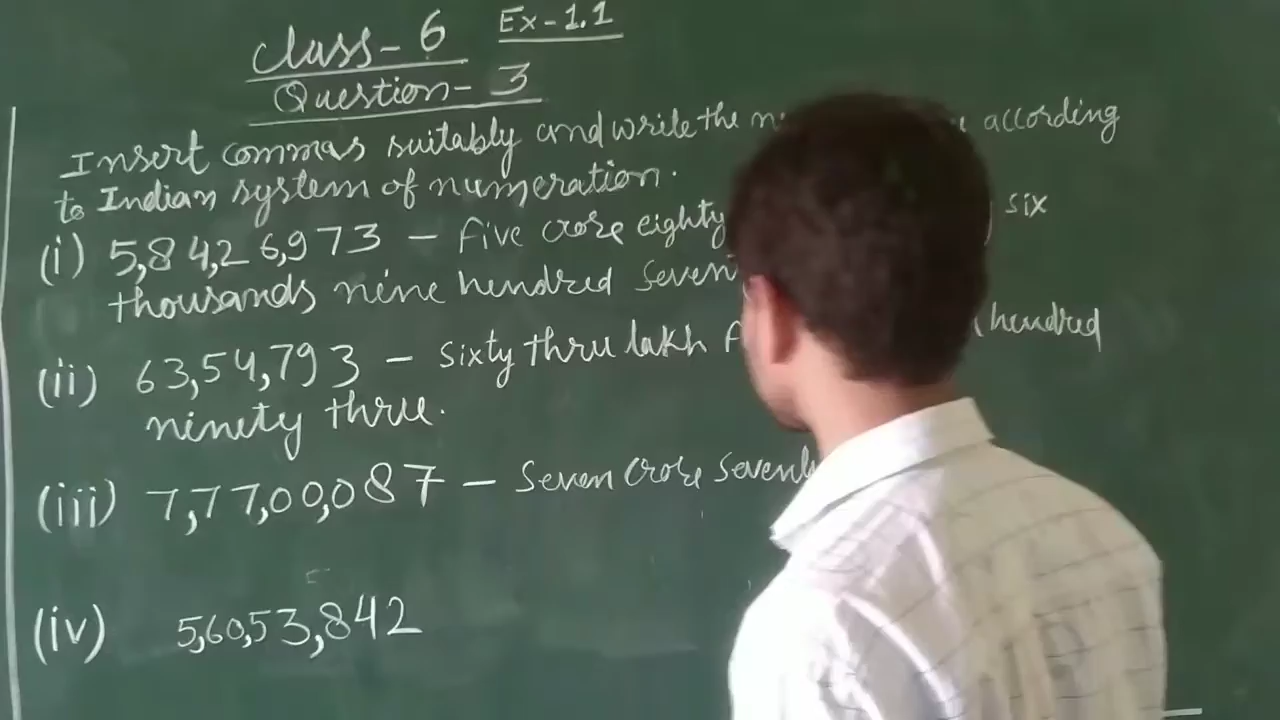 Class-6 Ex-1.1
Question-3
Insert commas suitably and write the according
to Indian system of numeration.
(i) 5,84,26,973 - five crore eighty six
thousands nine hundred seven
(ii) 63,54,793 - sixty three lakh hundred
ninety three.
(iii) 7,77,00,087 - Seven crore
(iv) 5,60,53,842